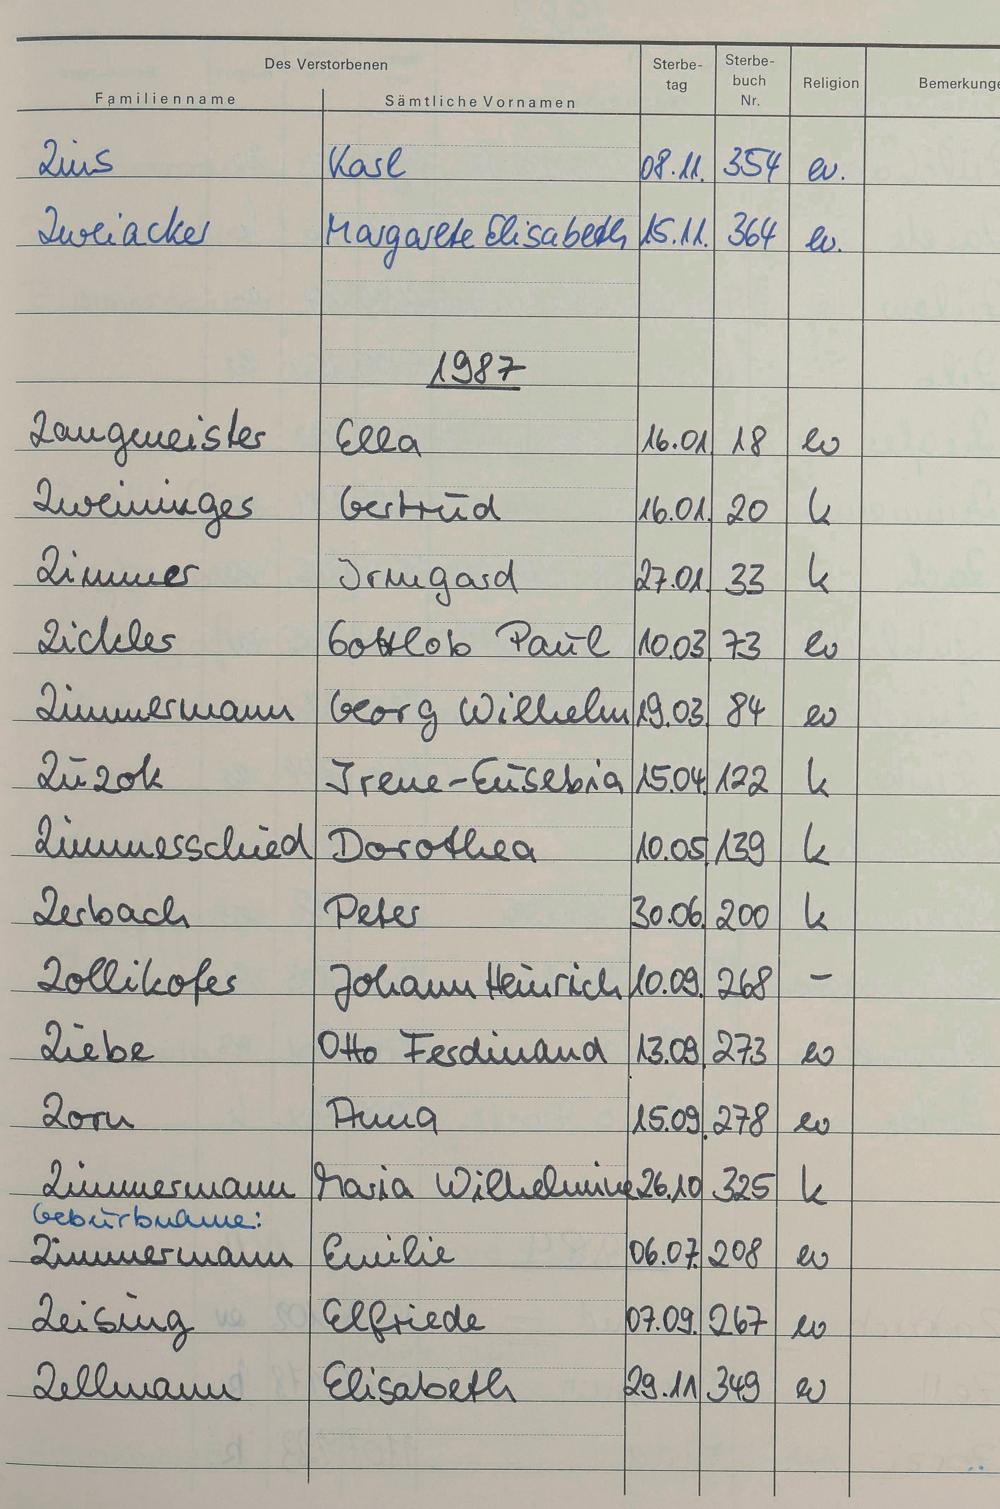 Des Verstorbenen
Familienname Sämtliche Vornamen Sterbe-tag Sterbe-buch Nr. Religion Bemerkunge
Zins Karl 08.11. 354 ev.
Zweiacker Margarete Elisabeth 15.11. 364 ev.
1987
Zaugmeister Ella 16.01 18 ev
Zweininger Gertrud 16.01. 20 k
Zimmer Irmgard 27.01. 33 k
Zickler Gottlob Paul 10.03 73 ev
Zimmermann Georg Wilhelm 19.03 84 ev
Zuzok Irene-Eusebia 15.04. 122 k
Zimmerschied Dorothea 10.05 139 k
Zerbach Peter 30.06. 200 k
Zollikofer Johann Heinrich 10.09. 268 –
Ziebe Otto Ferdinand 13.09 273 ev
Zorn Anna 15.09. 278 ev
Zimmermann Maria Wilhelmine 26.10 325 k
Geburtsname:
Zimmermann Emilie 06.07. 208 ev
Zeising Elfriede 07.09. 267 ev
Zellmann Elisabeth 29.11 349 ev